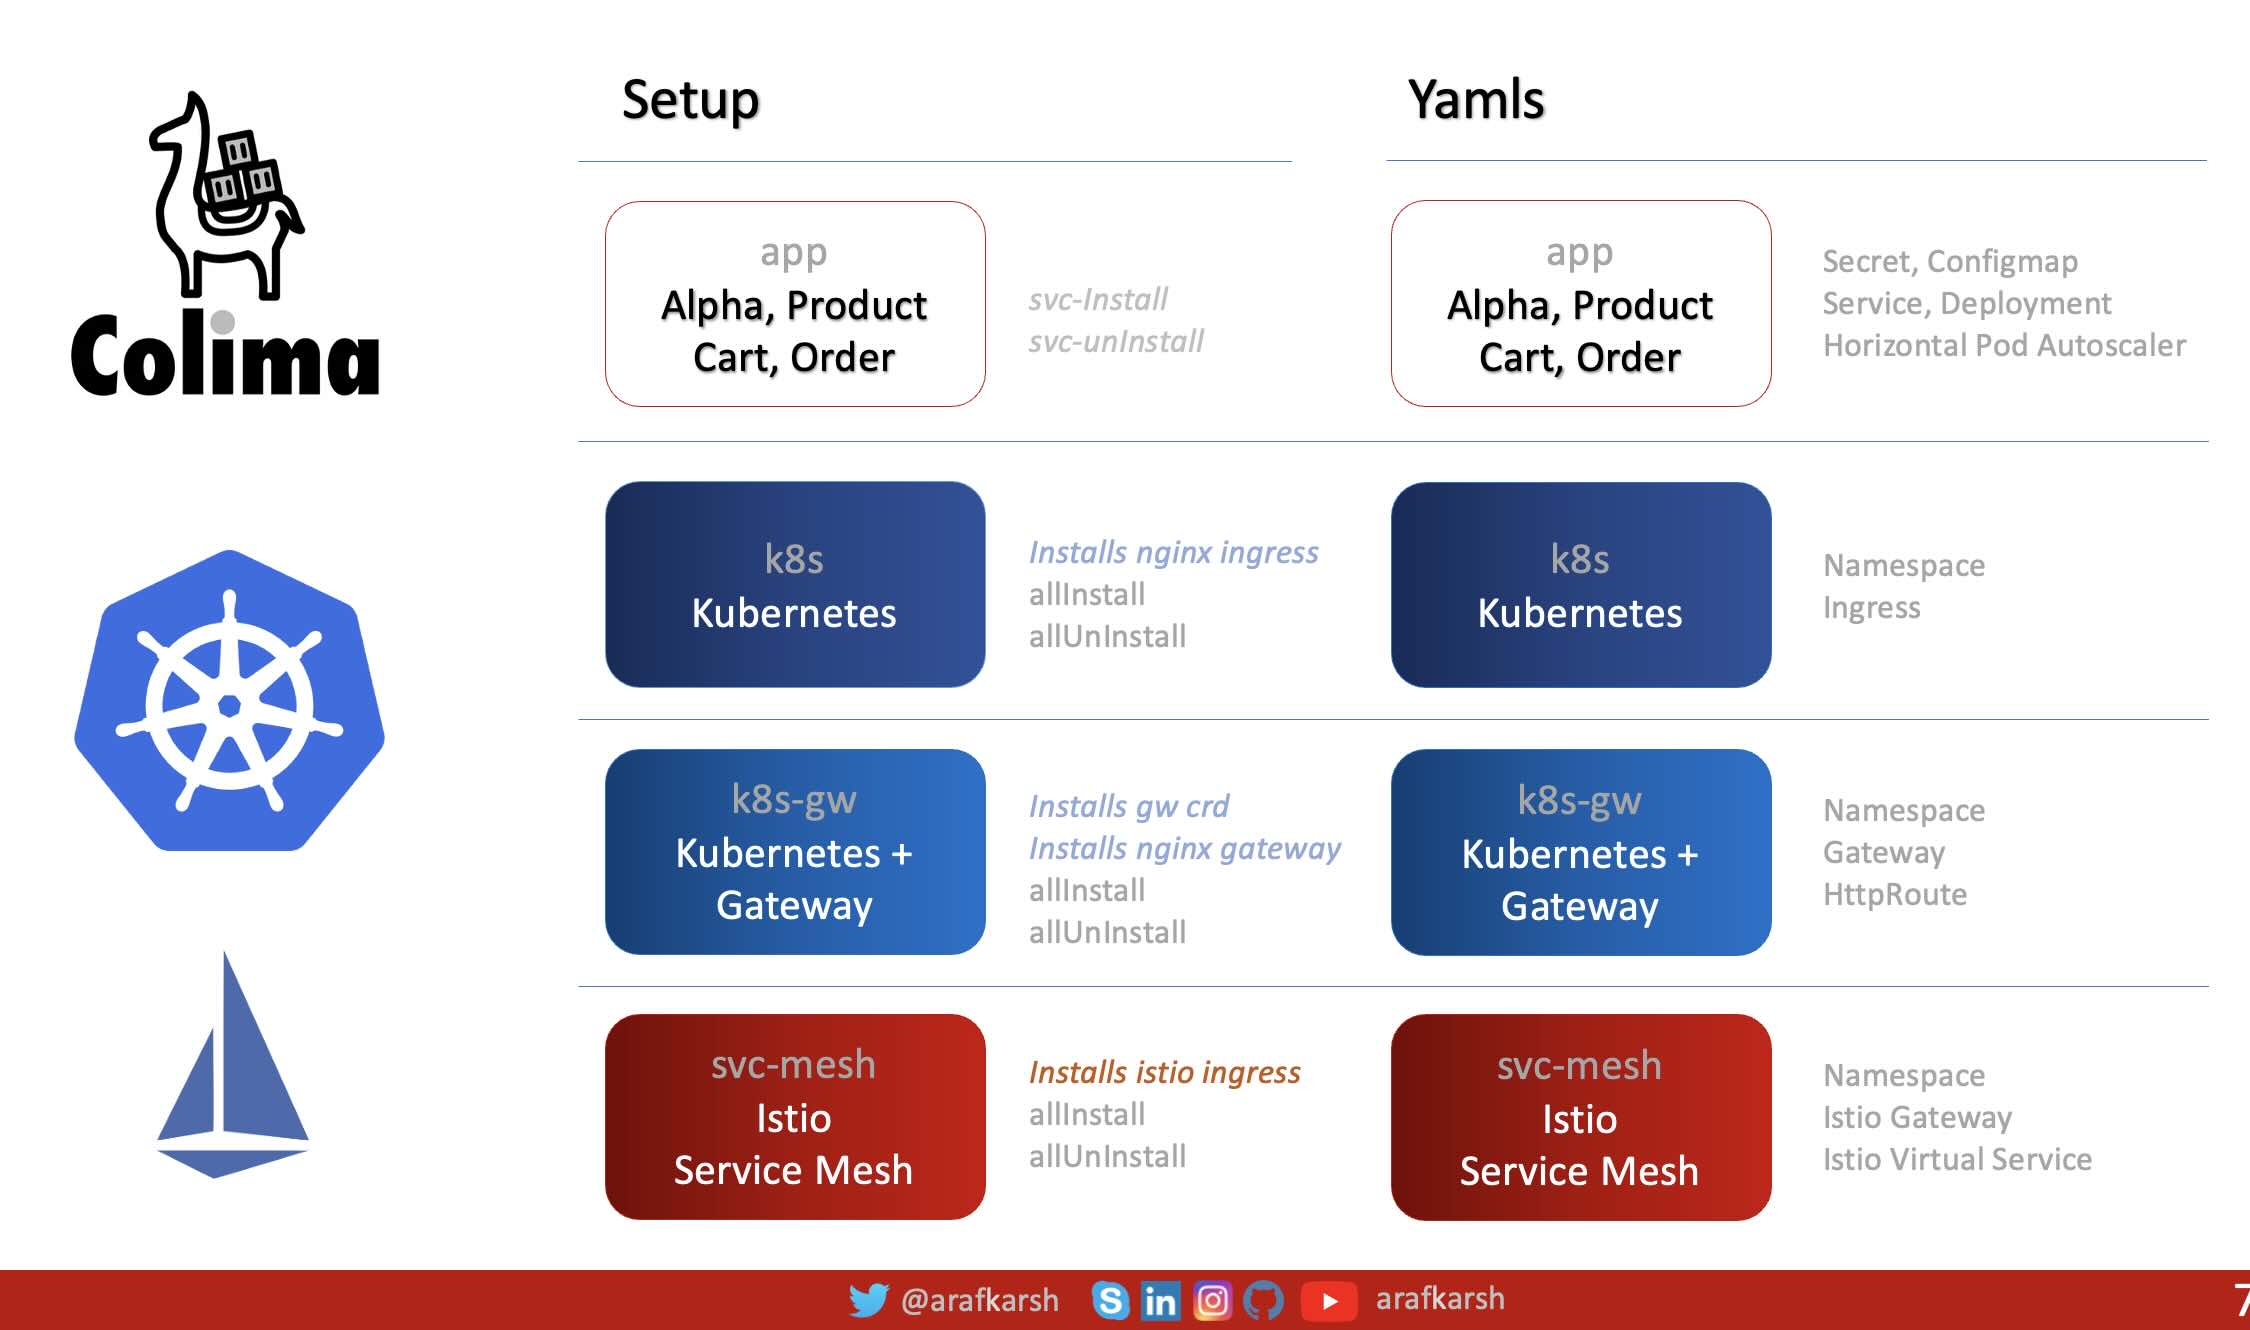 Setup
Yamls
Colima
app
Alpha, Product
Cart, Order
svc-Install
svc-unInstall
app
Alpha, Product
Cart, Order
Secret, Configmap
Service, Deployment
Horizontal Pod Autoscaler
k8s
Kubernetes
Installs nginx ingress
allInstall
allUnInstall
k8s
Kubernetes
Namespace
Ingress
k8s-gw
Kubernetes +
Gateway
Installs gw crd
Installs nginx gateway
allInstall
allUnInstall
k8s-gw
Kubernetes +
Gateway
Namespace
Gateway
HttpRoute
svc-mesh
Istio
Service Mesh
Installs istio ingress
allInstall
allUnInstall
svc-mesh
Istio
Service Mesh
Namespace
Istio Gateway
Istio Virtual Service
@arafkarsh
S
in
arafkarsh
7